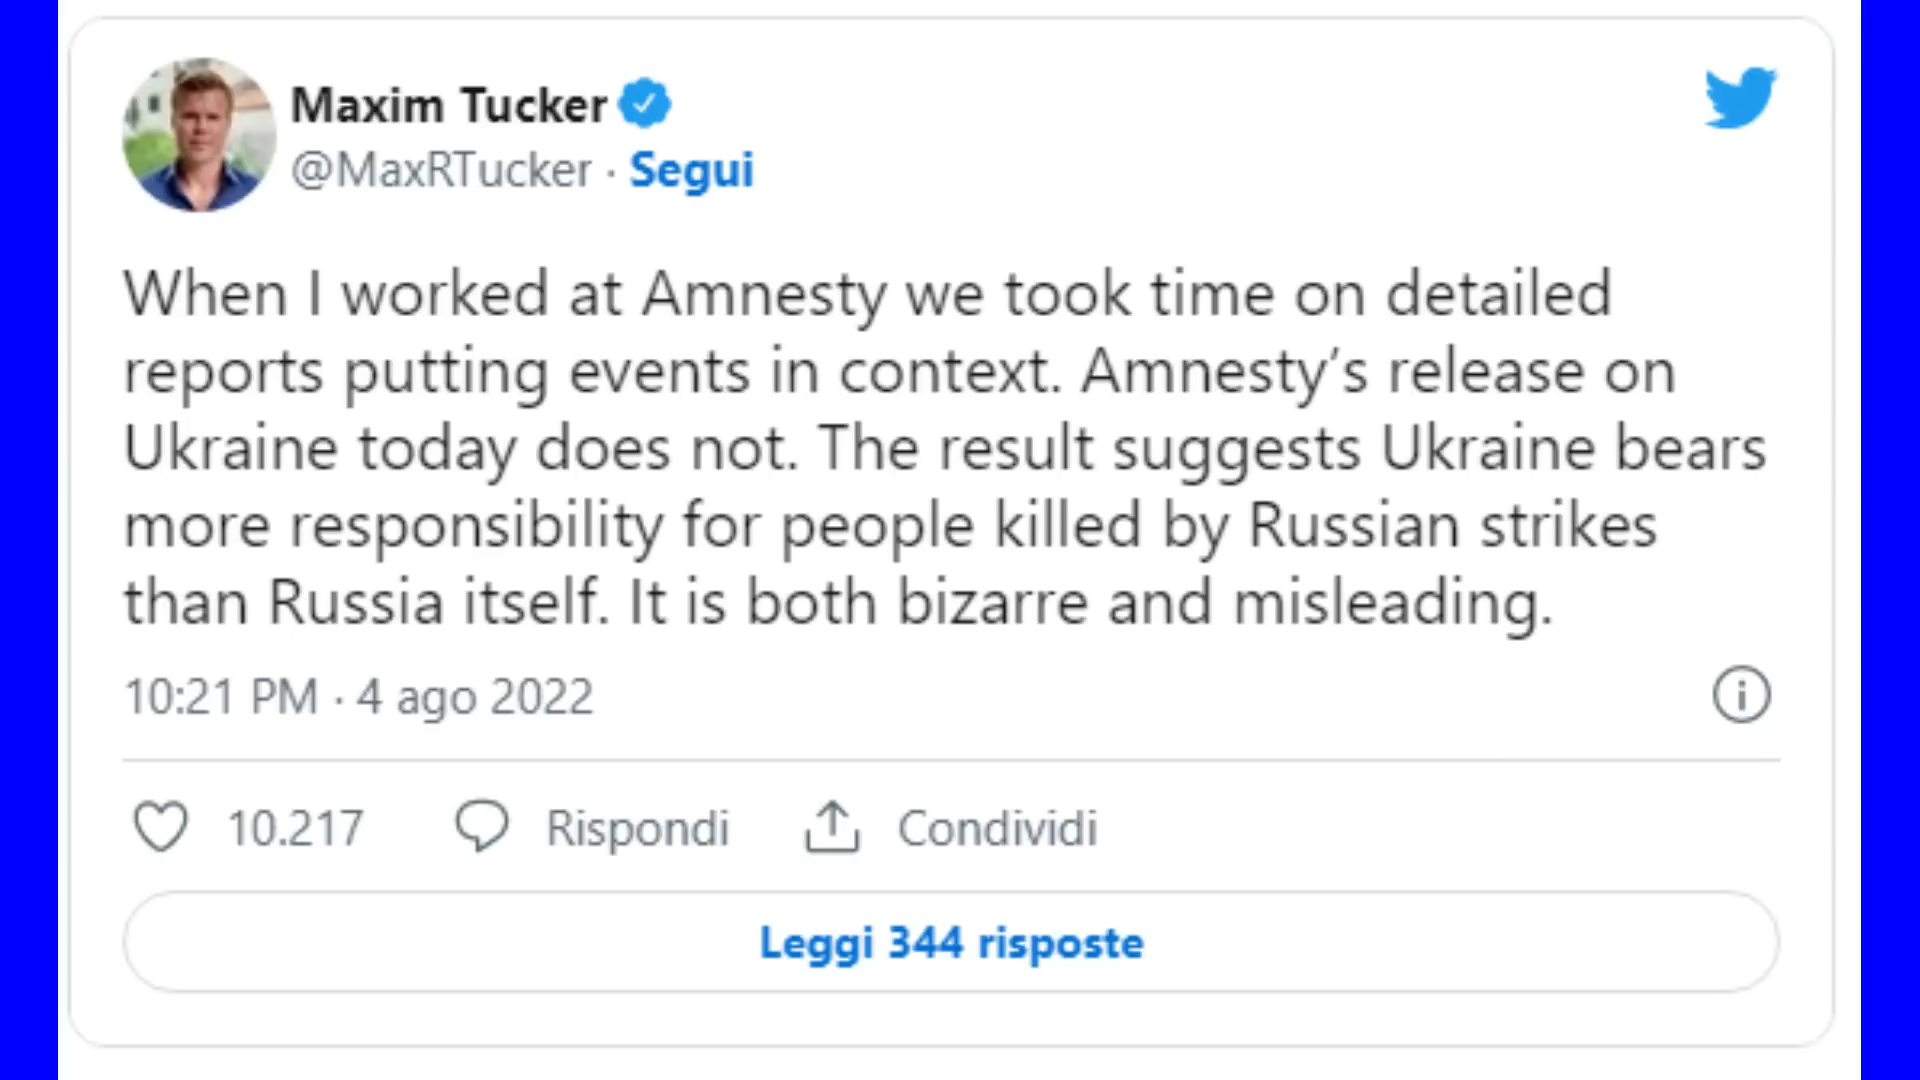 Maxim Tucker
@MaxRTucker · Segui
When I worked at Amnesty we took time on detailed
reports putting events in context. Amnesty’s release on
Ukraine today does not. The result suggests Ukraine bears
more responsibility for people killed by Russian strikes
than Russia itself. It is both bizarre and misleading.
10:21 PM · 4 ago 2022
10.217 Rispondi Condividi
Leggi 344 risposte